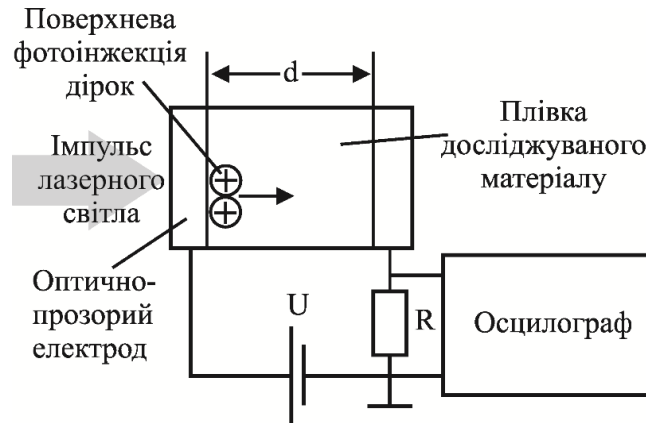 Поверхнева
фотоінжекція
дірок
d
Плівка
досліджуваного
матеріалу
Імпульс
лазерного
світла
Оптично-
прозорий
електрод
U
R
Осцилограф